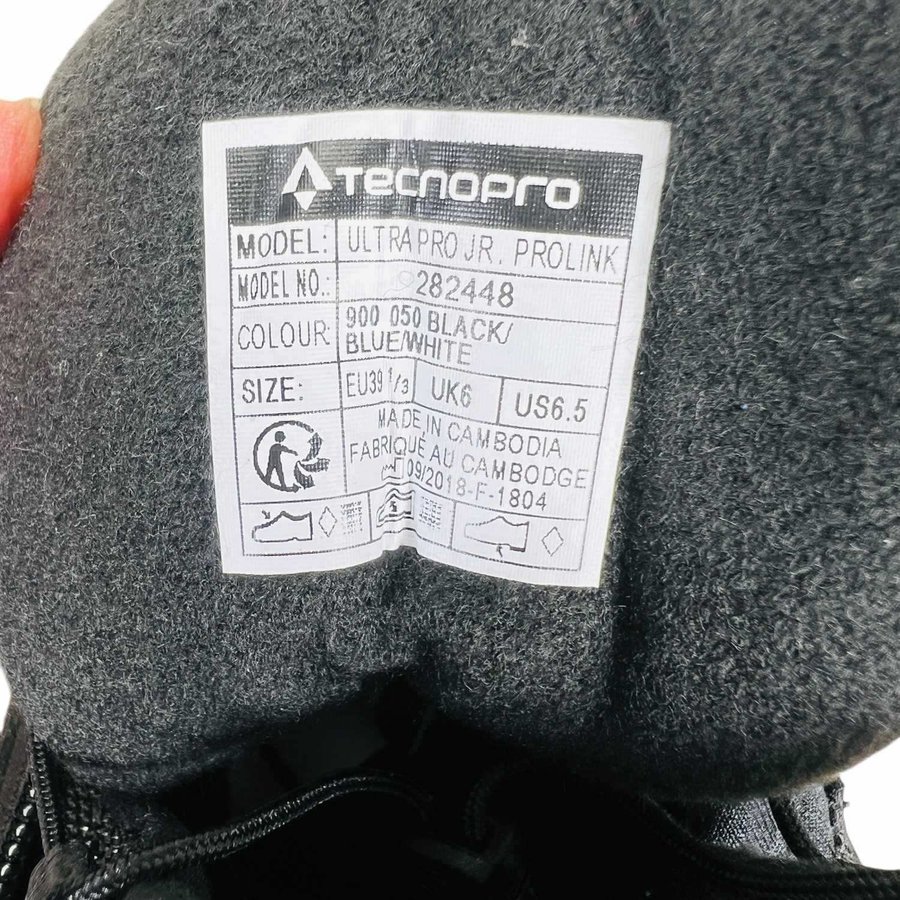 TECNOPRO
MODEL: ULTRA PRO JR. PROLINK
MODEL NO.: 282448
COLOUR: 900 050 BLACK/
BLUE/WHITE
SIZE: EU39 1/3 UK6 US6.5
MADE IN CAMBODIA
FABRIQUÉ AU CAMBODGE
09/2018-F-1804